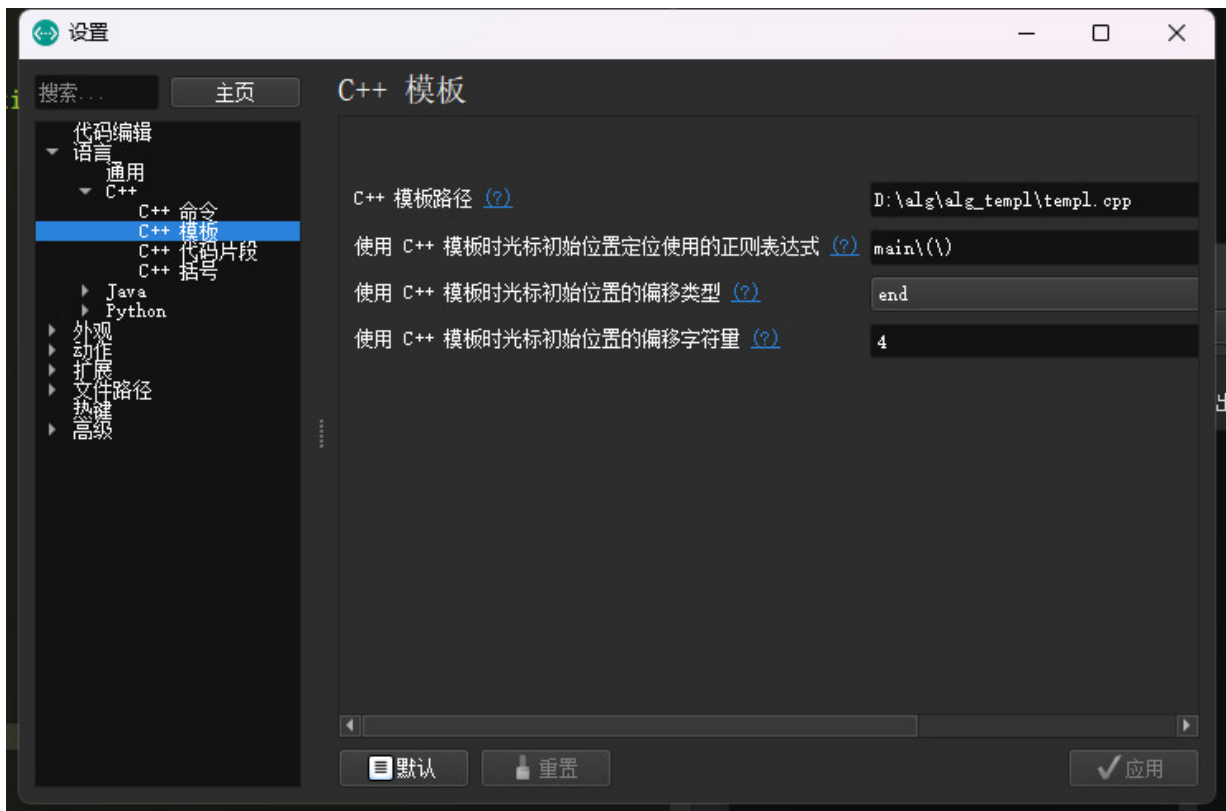 设置
搜索...
主页
代码编辑
语言
通用
C++
C++ 命令
C++ 模板
C++ 代码片段
C++ 括号
Java
Python
外观
动作
扩展
文件路径
热键
高级
C++ 模板
C++ 模板路径 (?) D:\alg\alg_templ\templ.cpp
使用 C++ 模板时光标初始位置定位使用的正则表达式 (?) main\(\)
使用 C++ 模板时光标初始位置的偏移类型 (?) end
使用 C++ 模板时光标初始位置的偏移字符量 (?) 4
默认 重置 应用